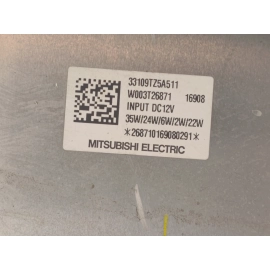 33109TZ5A511
W003T26871 16908
INPUT DC12V
35W/24W/6W/2W/22W
*268710169080291*
MITSUBISHI ELECTRIC